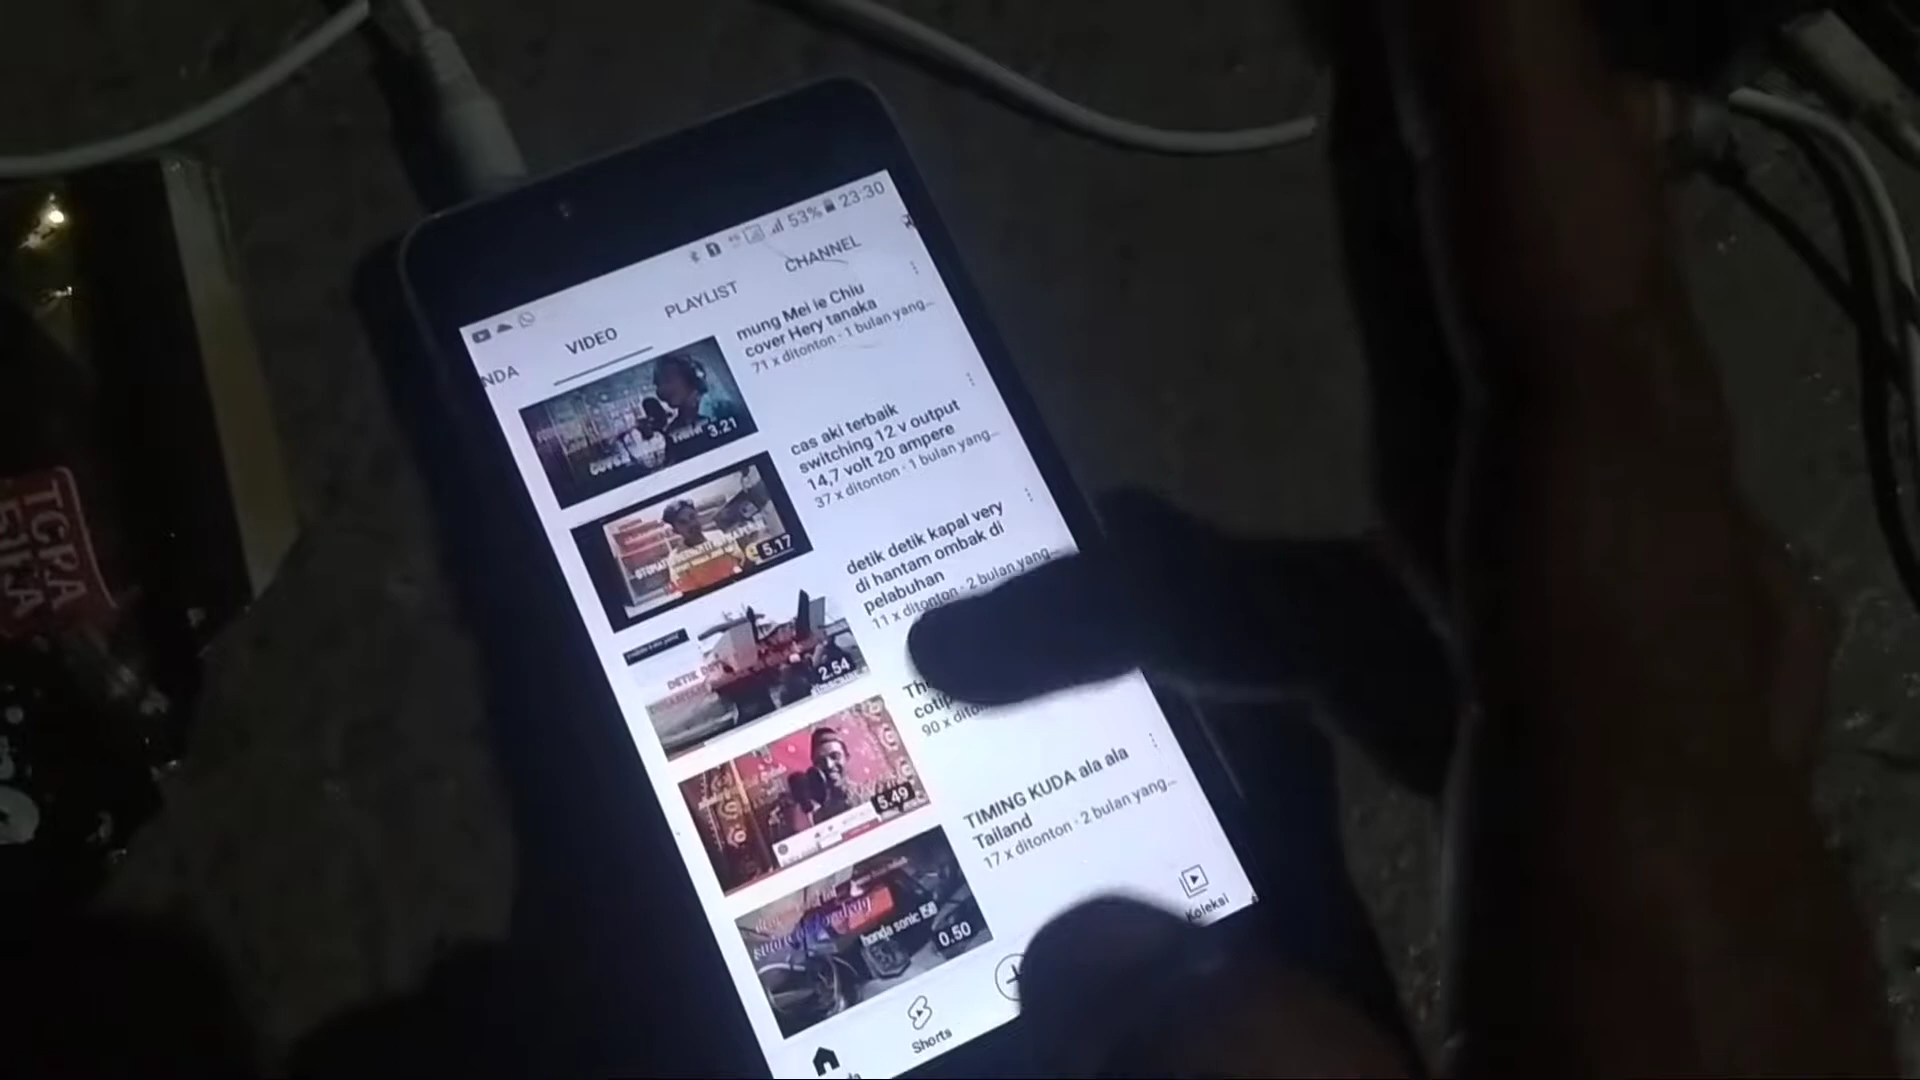 53% 23:30
NDA VIDEO PLAYLIST CHANNEL
mung Mei ie Chiu
cover Hery tanaka
71 x ditonton · 1 bulan yang...
3.21
cas aki terbaik
switching 12 v output
14,7 volt 20 ampere
37 x ditonton · 1 bulan yang...
5.17
detik detik kapal very
di hantam ombak di
pelabuhan
11 x ditonton · 2 bulan yang...
DETIK
2.54
90 x
5.49
TIMING KUDA ala ala
Tailand
17 x ditonton · 2 bulan yang...
honda sonic 150
0.50
Shorts
Koleksi
TCPA